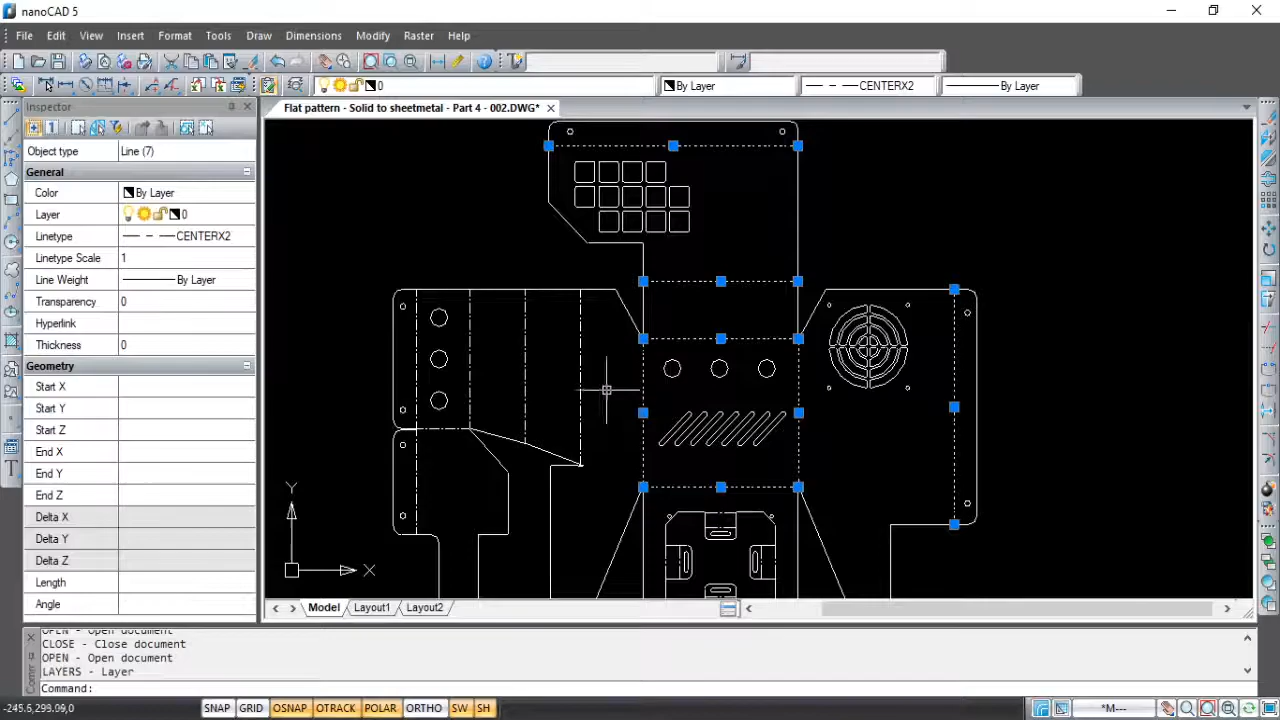 nanoCAD 5
File Edit View Insert Format Tools Draw Dimensions Modify Raster Help
0 By Layer CENTERX2 By Layer
Inspector
Flat pattern - Solid to sheetmetal - Part 4 - 002.DWG*
1
Object type Line (7)
General
Color By Layer
Layer 0
Linetype CENTERX2
Linetype Scale 1
Line Weight By Layer
Transparency 0
Hyperlink
Thickness 0
Geometry
Start X
Start Y
Start Z
End X
End Y
End Z
Delta X
Delta Y
Delta Z
Length
Angle
Y
X
Model Layout1 Layout2
OPEN - Open document
CLOSE - Close document
OPEN - Open document
LAYERS - Layer
Command:
SNAP GRID OSNAP OTRACK POLAR ORTHO SW SH *M---